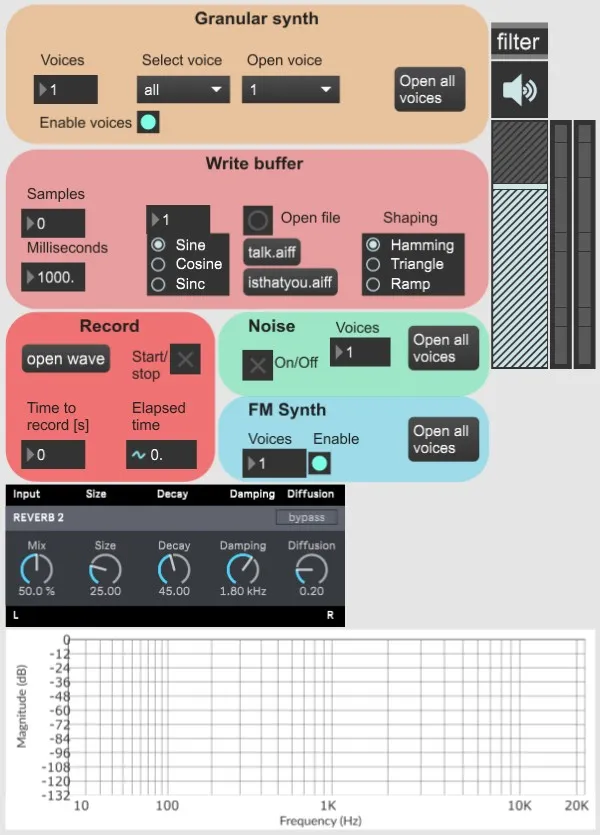 Granular synth
filter
Voices
Select voice
Open voice
1
all
1
Open all
voices
Enable voices
Write buffer
Samples
0
Milliseconds
1000.
1
Sine
Cosine
Sinc
Open file
talk.aiff
isthatyou.aiff
Shaping
Hamming
Triangle
Ramp
Record
open wave
Start/
stop
Time to
record [s]
0
Elapsed
time
0.
Noise
On/Off
Voices
1
Open all
voices
FM Synth
Voices
Enable
1
Open all
voices
Input Size Decay Damping Diffusion
REVERB 2 bypass
Mix Size Decay Damping Diffusion
50.0 % 25.00 45.00 1.80 kHz 0.20
L R
Magnitude (dB)
0
-12
-24
-36
-48
-60
-72
-84
-96
-108
-120
-132
10 100 1K 10K 20K
Frequency (Hz)